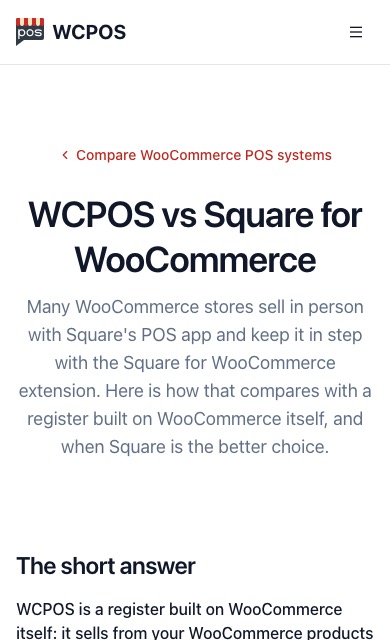 pos
WCPOS
Compare WooCommerce POS systems
WCPOS vs Square for
WooCommerce
Many WooCommerce stores sell in person
with Square's POS app and keep it in step
with the Square for WooCommerce
extension. Here is how that compares with a
register built on WooCommerce itself, and
when Square is the better choice.
The short answer
WCPOS is a register built on WooCommerce
itself: it sells from your WooCommerce products